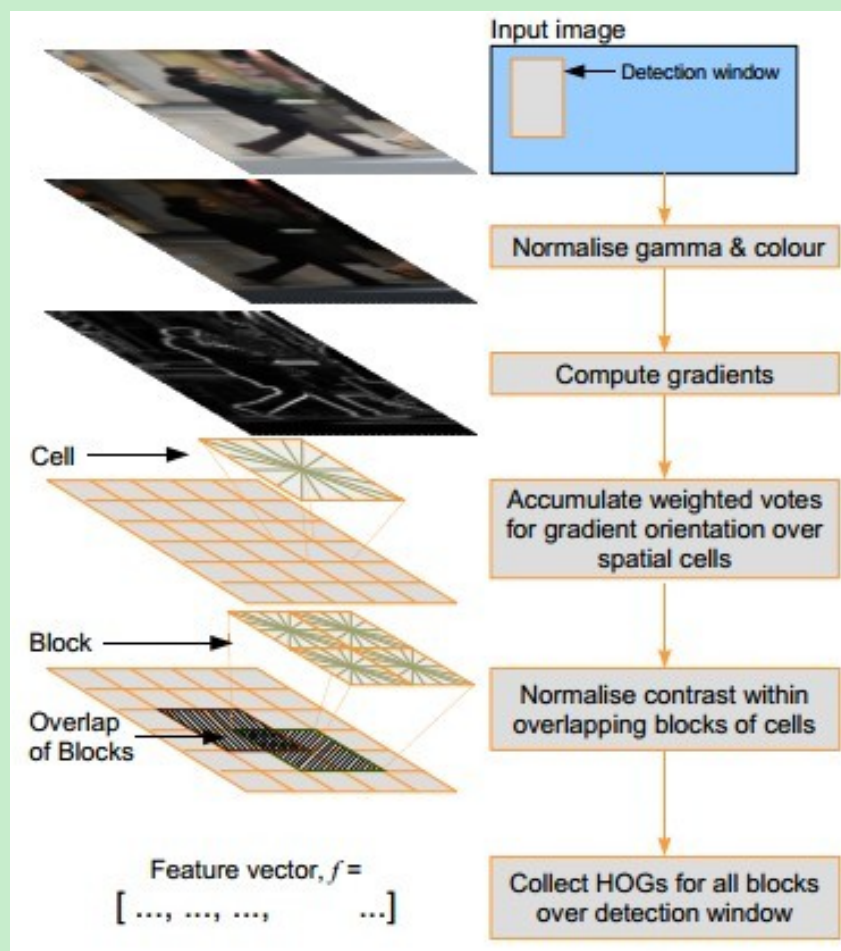 Input image
Detection window
Normalise gamma & colour
Compute gradients
Cell
Accumulate weighted votes
for gradient orientation over
spatial cells
Block
Overlap
of Blocks
Normalise contrast within
overlapping blocks of cells
Feature vector, f =
[ ..., ..., ..., ...]
Collect HOGs for all blocks
over detection window